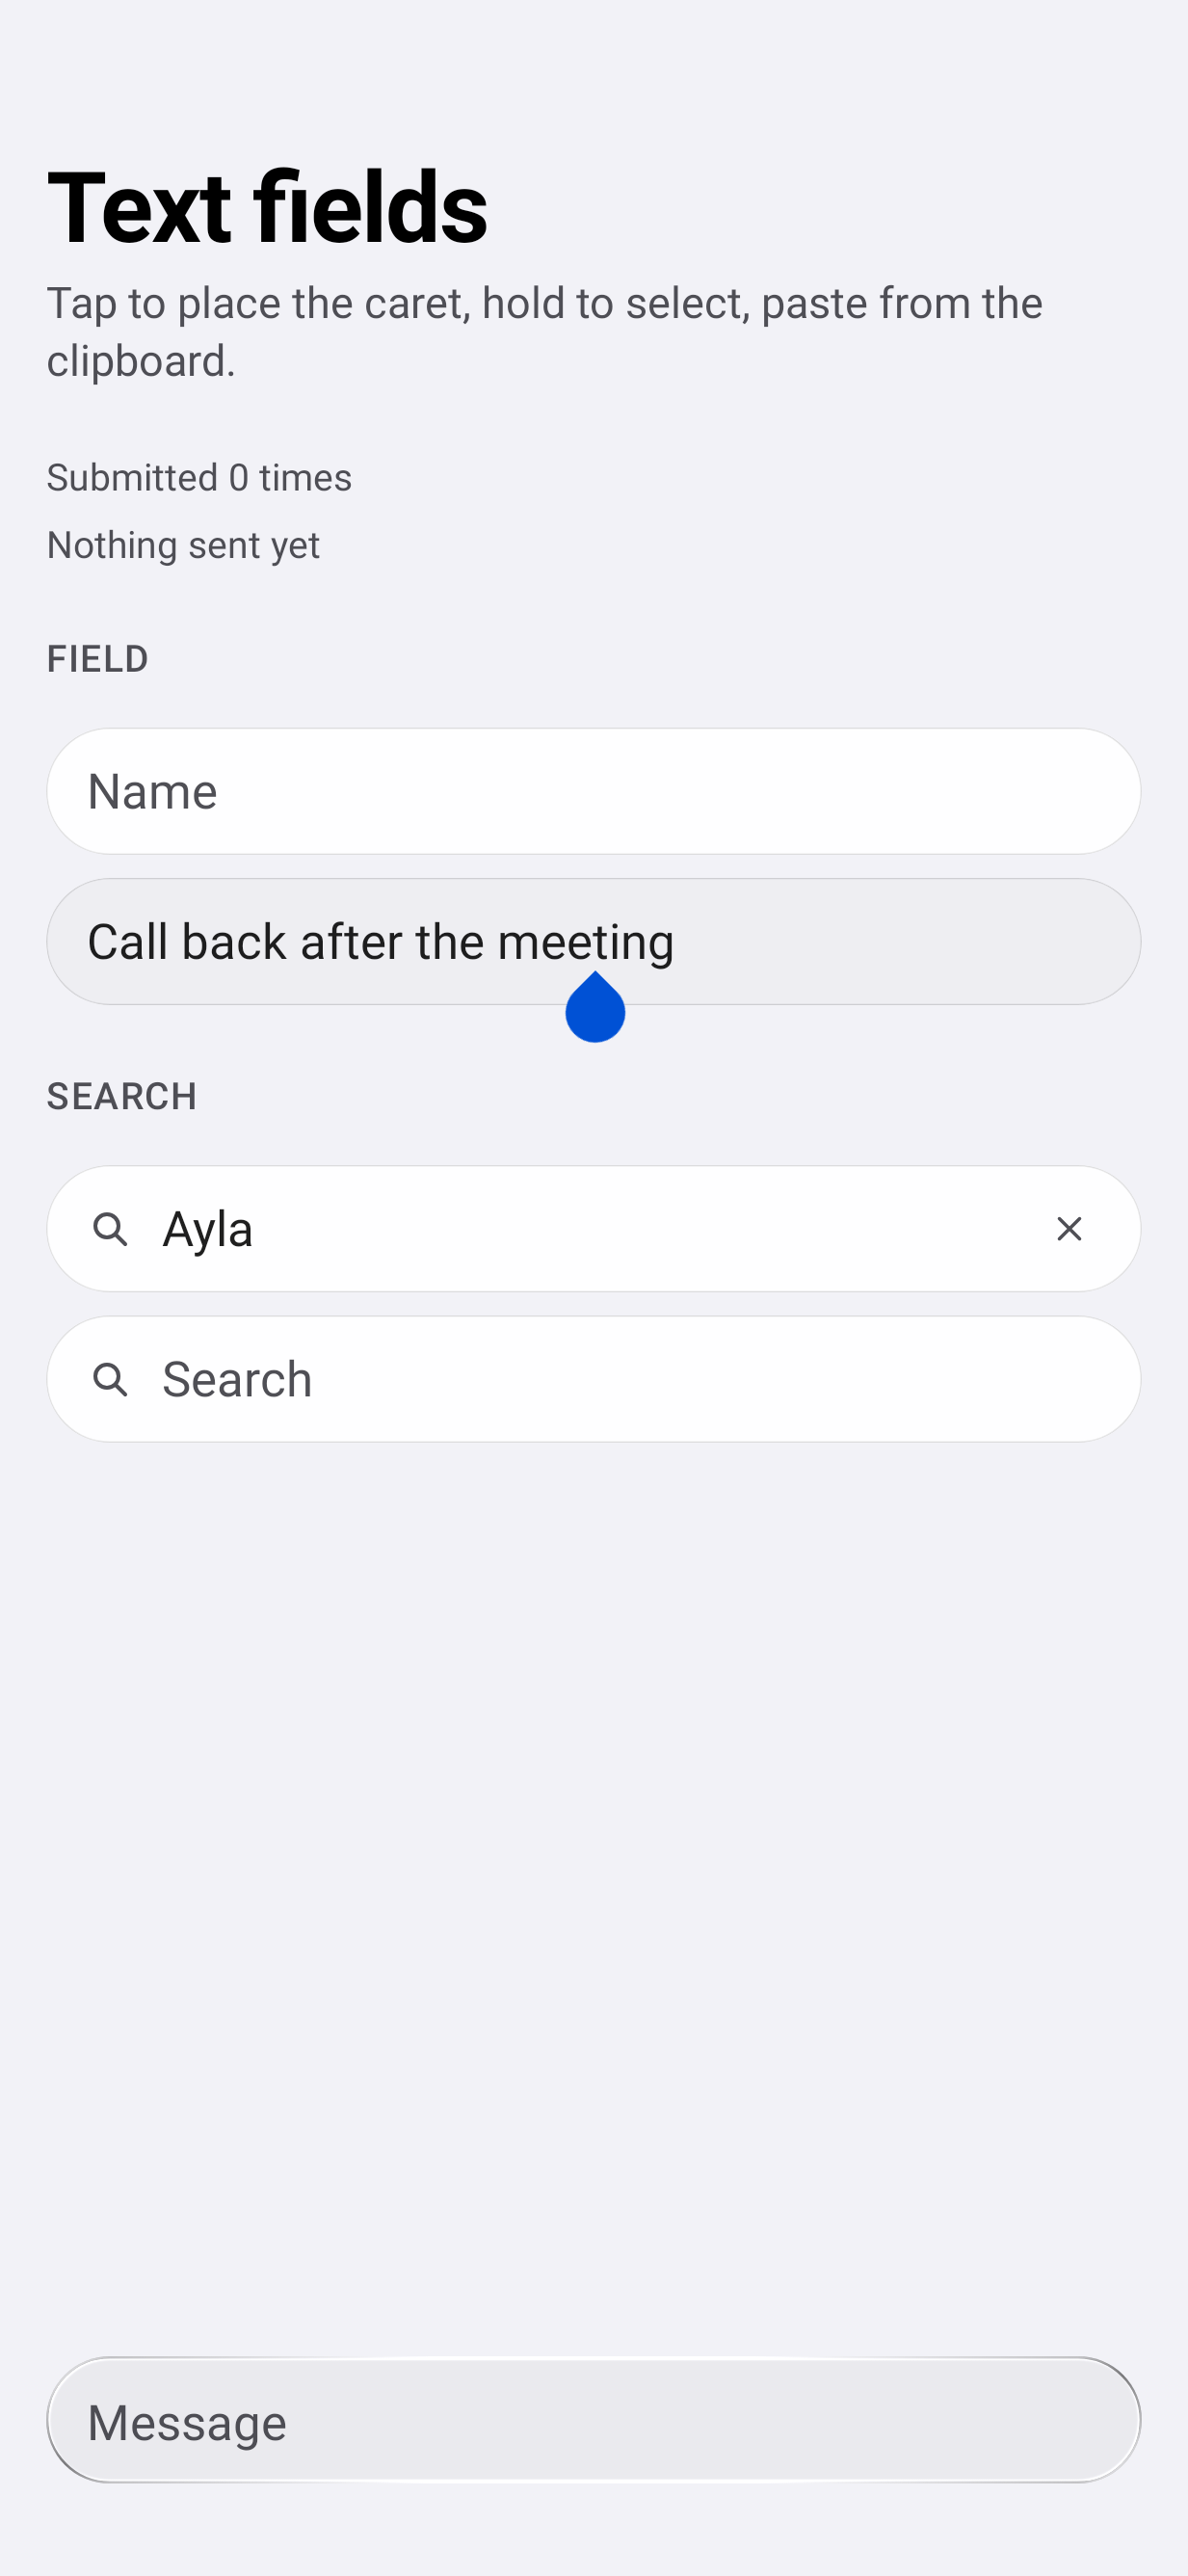 Text fields
Tap to place the caret, hold to select, paste from the
clipboard.
Submitted 0 times
Nothing sent yet
FIELD
Name
Call back after the meeting
SEARCH
Ayla
Search
Message